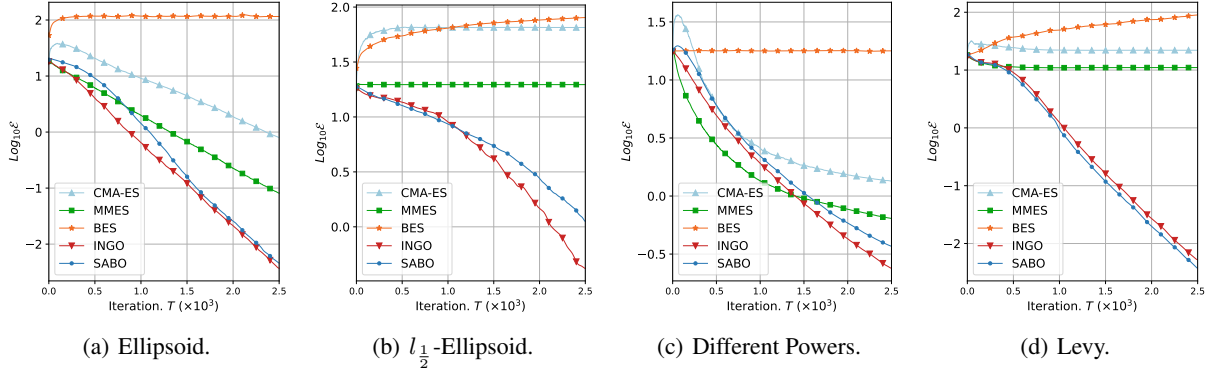 2
1
0
−1
−2
0.0 0.5 1.0 1.5 2.0 2.5
Log₁₀ℰ
Iteration. T (×10³)
CMA-ES
MMES
BES
INGO
SABO
(a) Ellipsoid.
2.0
1.5
1.0
0.5
0.0
0.0 0.5 1.0 1.5 2.0 2.5
Log₁₀ℰ
Iteration. T (×10³)
CMA-ES
MMES
BES
INGO
SABO
(b) l_{1/2}-Ellipsoid.
1.5
1.0
0.5
0.0
−0.5
0.0 0.5 1.0 1.5 2.0 2.5
Log₁₀ℰ
Iteration. T (×10³)
CMA-ES
MMES
BES
INGO
SABO
(c) Different Powers.
2
1
0
−1
−2
0.0 0.5 1.0 1.5 2.0 2.5
Log₁₀ℰ
Iteration. T (×10³)
CMA-ES
MMES
BES
INGO
SABO
(d) Levy.